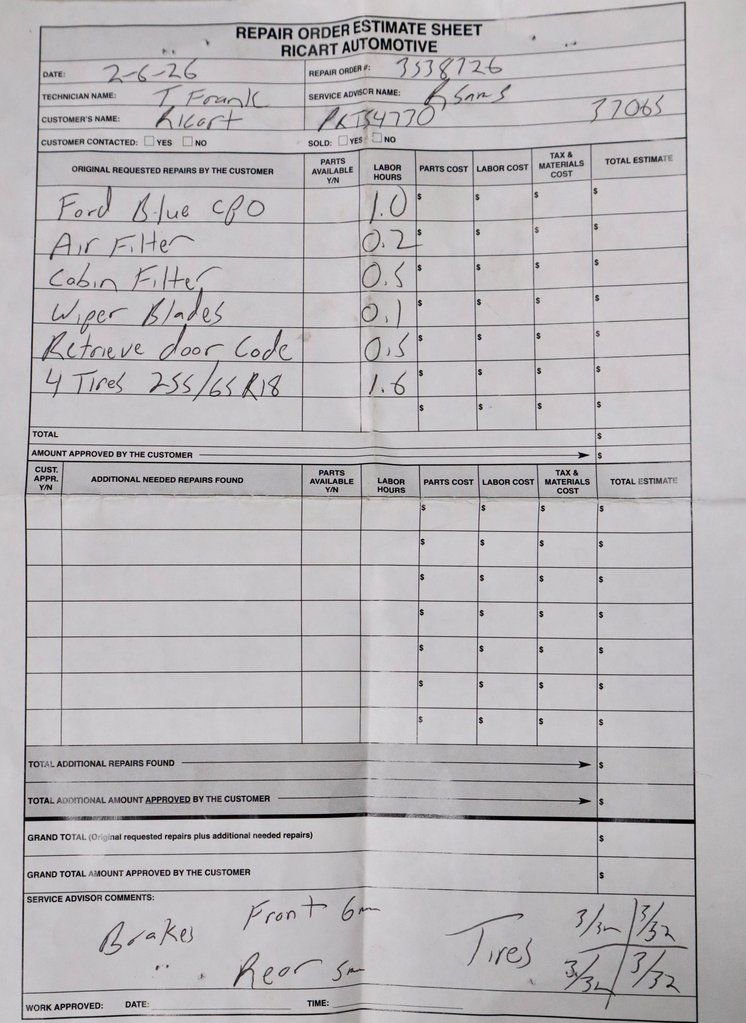 REPAIR ORDER ESTIMATE SHEET
RICART AUTOMOTIVE
DATE: 2-6-26 REPAIR ORDER #: 3538726
TECHNICIAN NAME: T Frank SERVICE ADVISOR NAME: R Sams
CUSTOMER'S NAME: Ricart PRT54770 37065
CUSTOMER CONTACTED: YES NO SOLD: YES NO
ORIGINAL REQUESTED REPAIRS BY THE CUSTOMER PARTS AVAILABLE Y/N LABOR HOURS PARTS COST LABOR COST TAX & MATERIALS COST TOTAL ESTIMATE
Ford Blue CPO 1.0 $ $ $ $
Air Filter 0.2 $ $ $ $
Cabin Filter 0.5 $ $ $ $
Wiper Blades 0.1 $ $ $ $
Retrieve door Code 0.5 $ $ $ $
4 Tires 255/65R18 1.6 $ $ $ $
$ $ $ $
TOTAL $
AMOUNT APPROVED BY THE CUSTOMER $
CUST. APPR. Y/N ADDITIONAL NEEDED REPAIRS FOUND PARTS AVAILABLE Y/N LABOR HOURS PARTS COST LABOR COST TAX & MATERIALS COST TOTAL ESTIMATE
$ $ $ $
$ $ $ $
$ $ $ $
$ $ $ $
$ $ $ $
$ $ $ $
$ $ $ $
TOTAL ADDITIONAL REPAIRS FOUND $
TOTAL ADDITIONAL AMOUNT APPROVED BY THE CUSTOMER $
GRAND TOTAL (Original requested repairs plus additional needed repairs) $
GRAND TOTAL AMOUNT APPROVED BY THE CUSTOMER $
SERVICE ADVISOR COMMENTS:
Brakes Front 6mm Tires 3/32 3/32
" Rear 5mm 3/32 3/32
WORK APPROVED: DATE: TIME: